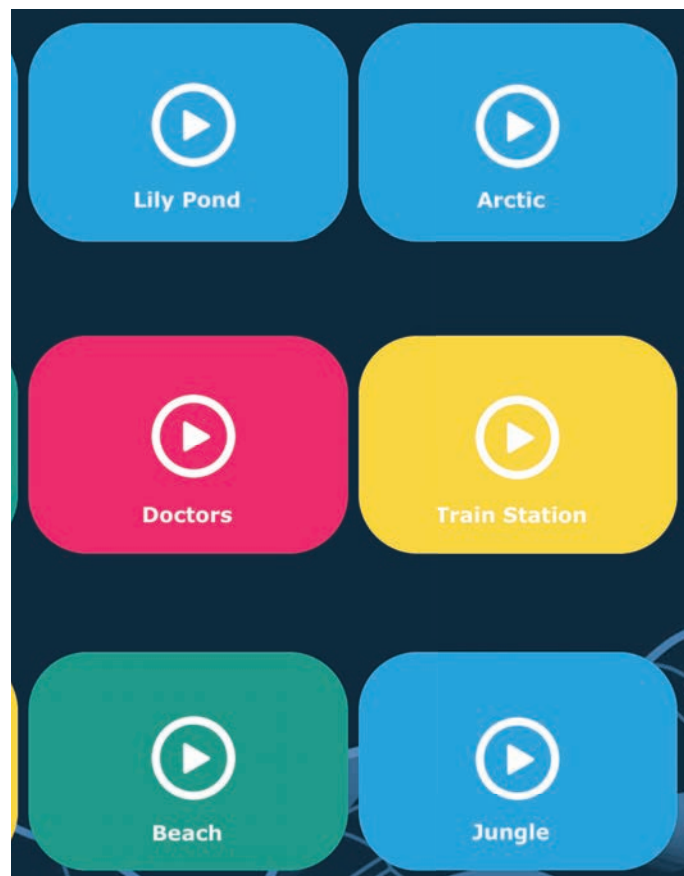 Lily Pond
Arctic
Doctors
Train Station
Beach
Jungle